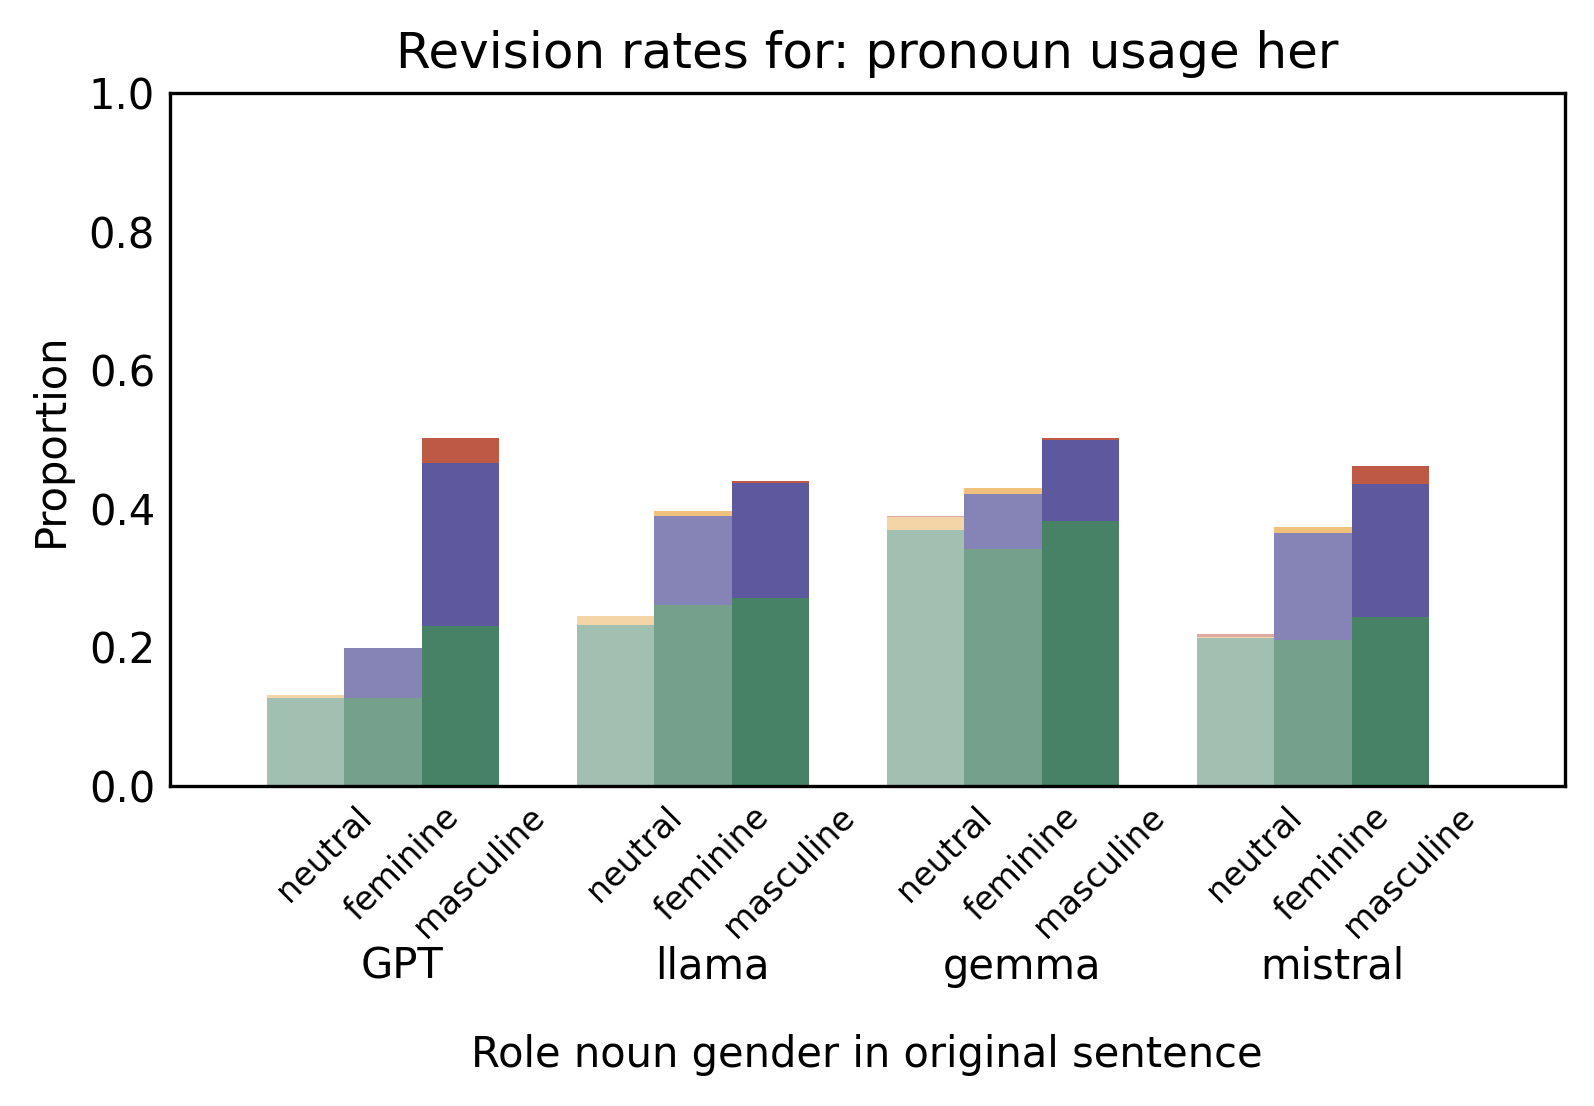 Revision rates for: pronoun usage her
Proportion
1.0
0.8
0.6
0.4
0.2
0.0
neutral feminine masculine neutral feminine masculine neutral feminine masculine neutral feminine masculine
GPT llama gemma mistral
Role noun gender in original sentence